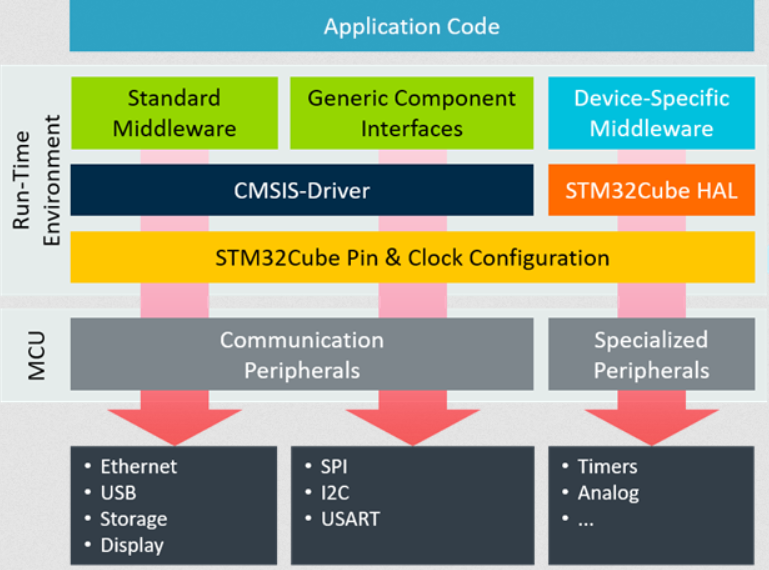 Application Code
Run-Time
Environment
Standard
Middleware
Generic Component
Interfaces
Device-Specific
Middleware
CMSIS-Driver
STM32Cube HAL
STM32Cube Pin & Clock Configuration
MCU
Communication
Peripherals
Specialized
Peripherals
• Ethernet
• USB
• Storage
• Display
• SPI
• I2C
• USART
• Timers
• Analog
• ...